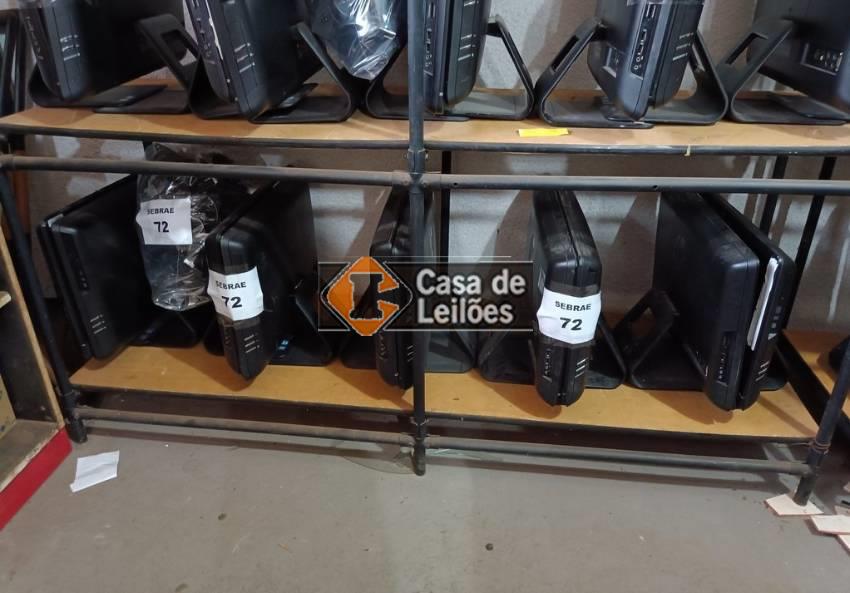 SEBRAE
72
SEBRAE
72
Casa de
Leilões
SEBRAE
72